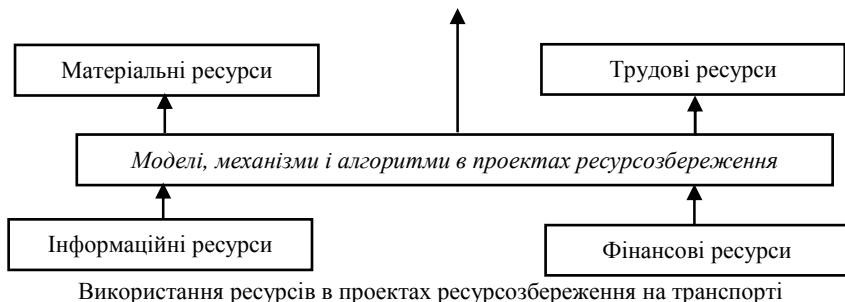 Матеріальні ресурси
Трудові ресурси
Моделі, механізми і алгоритми в проектах ресурсозбереження
Інформаційні ресурси
Фінансові ресурси
Використання ресурсів в проектах ресурсозбереження на транспорті